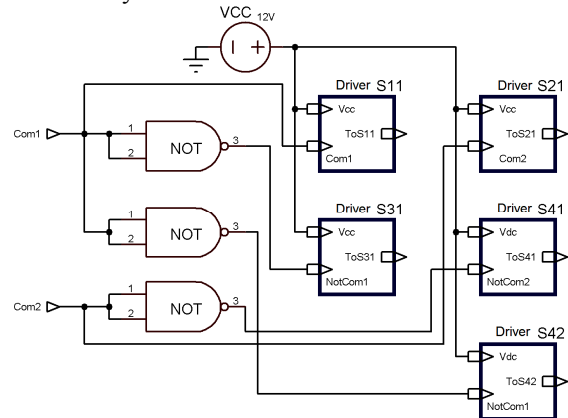 VCC 12V
Driver S11
Vcc
ToS11
Com1
Driver S21
Vcc
ToS21
Com2
Com1
1
2
NOT
3
Driver S31
Vcc
ToS31
NotCom1
Driver S41
Vdc
ToS41
NotCom2
1
2
NOT
3
Com2
1
2
NOT
3
Driver S42
Vdc
ToS42
NotCom1